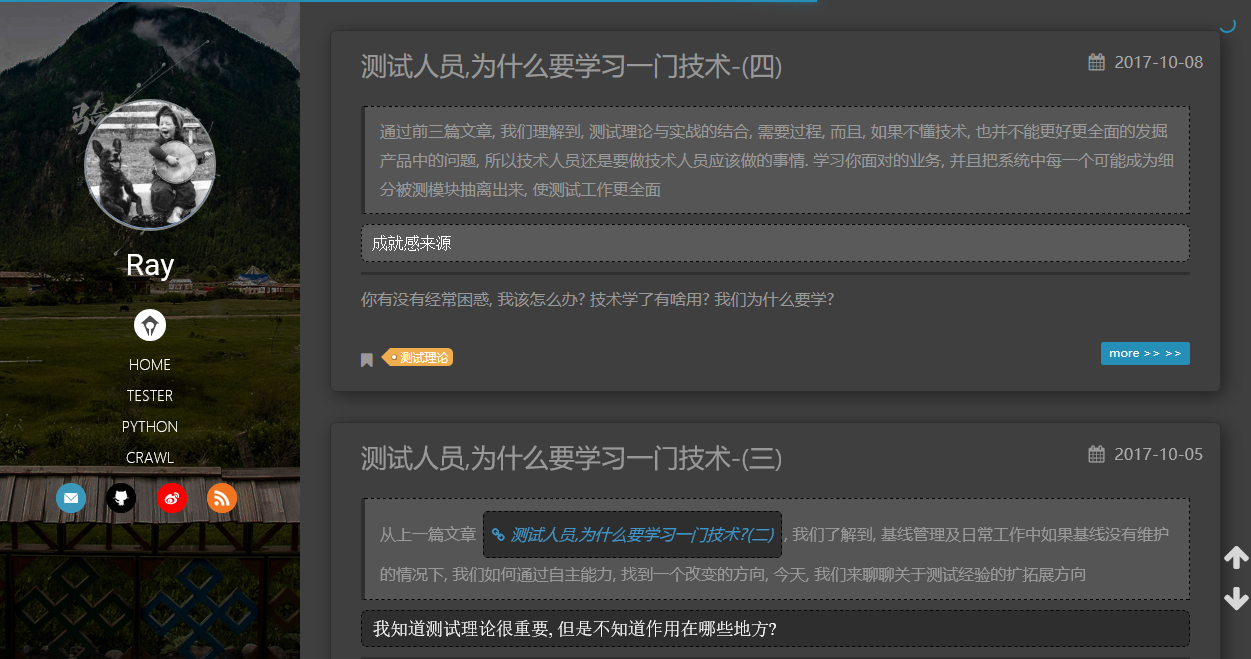 骑
Ray
HOME
TESTER
PYTHON
CRAWL
测试人员,为什么要学习一门技术-(四)
2017-10-08
通过前三篇文章, 我们理解到, 测试理论与实战的结合, 需要过程, 而且, 如果不懂技术, 也并不能更好更全面的发掘
产品中的问题, 所以技术人员还是要做技术人员应该做的事情. 学习你面对的业务, 并且把系统中每一个可能成为细
分被测模块抽离出来, 使测试工作更全面
成就感来源
你有没有经常困惑, 我该怎么办? 技术学了有啥用? 我们为什么要学?
测试理论
more >> >>
测试人员,为什么要学习一门技术-(三)
2017-10-05
从上一篇文章 测试人员,为什么要学习一门技术?(二) , 我们了解到, 基线管理及日常工作中如果基线没有维护
的情况下, 我们如何通过自主能力, 找到一个改变的方向, 今天, 我们来聊聊关于测试经验的扩拓展方向
我知道测试理论很重要, 但是不知道作用在哪些地方?